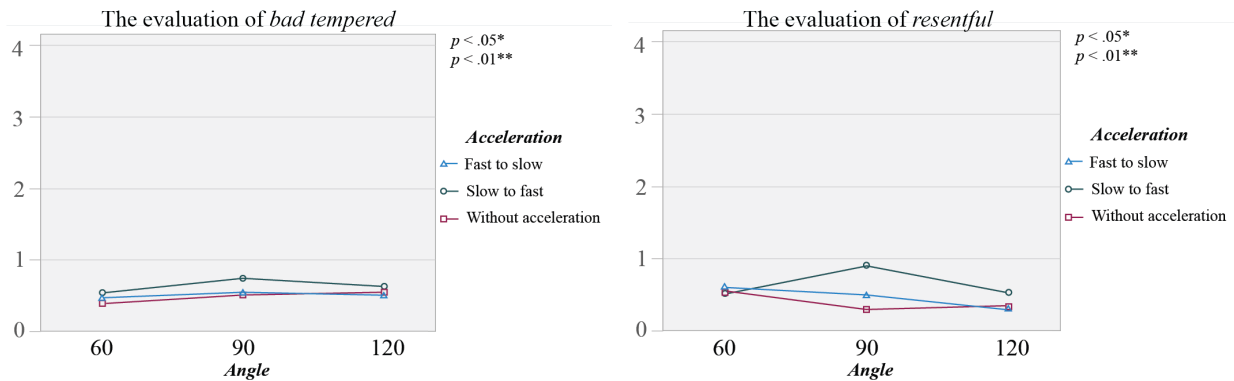 The evaluation of bad tempered
4
3
2
1
0
60 90 120
Angle
p < .05*
p < .01**
Acceleration
Fast to slow
Slow to fast
Without acceleration
The evaluation of resentful
4
3
2
1
0
60 90 120
Angle
p < .05*
p < .01**
Acceleration
Fast to slow
Slow to fast
Without acceleration